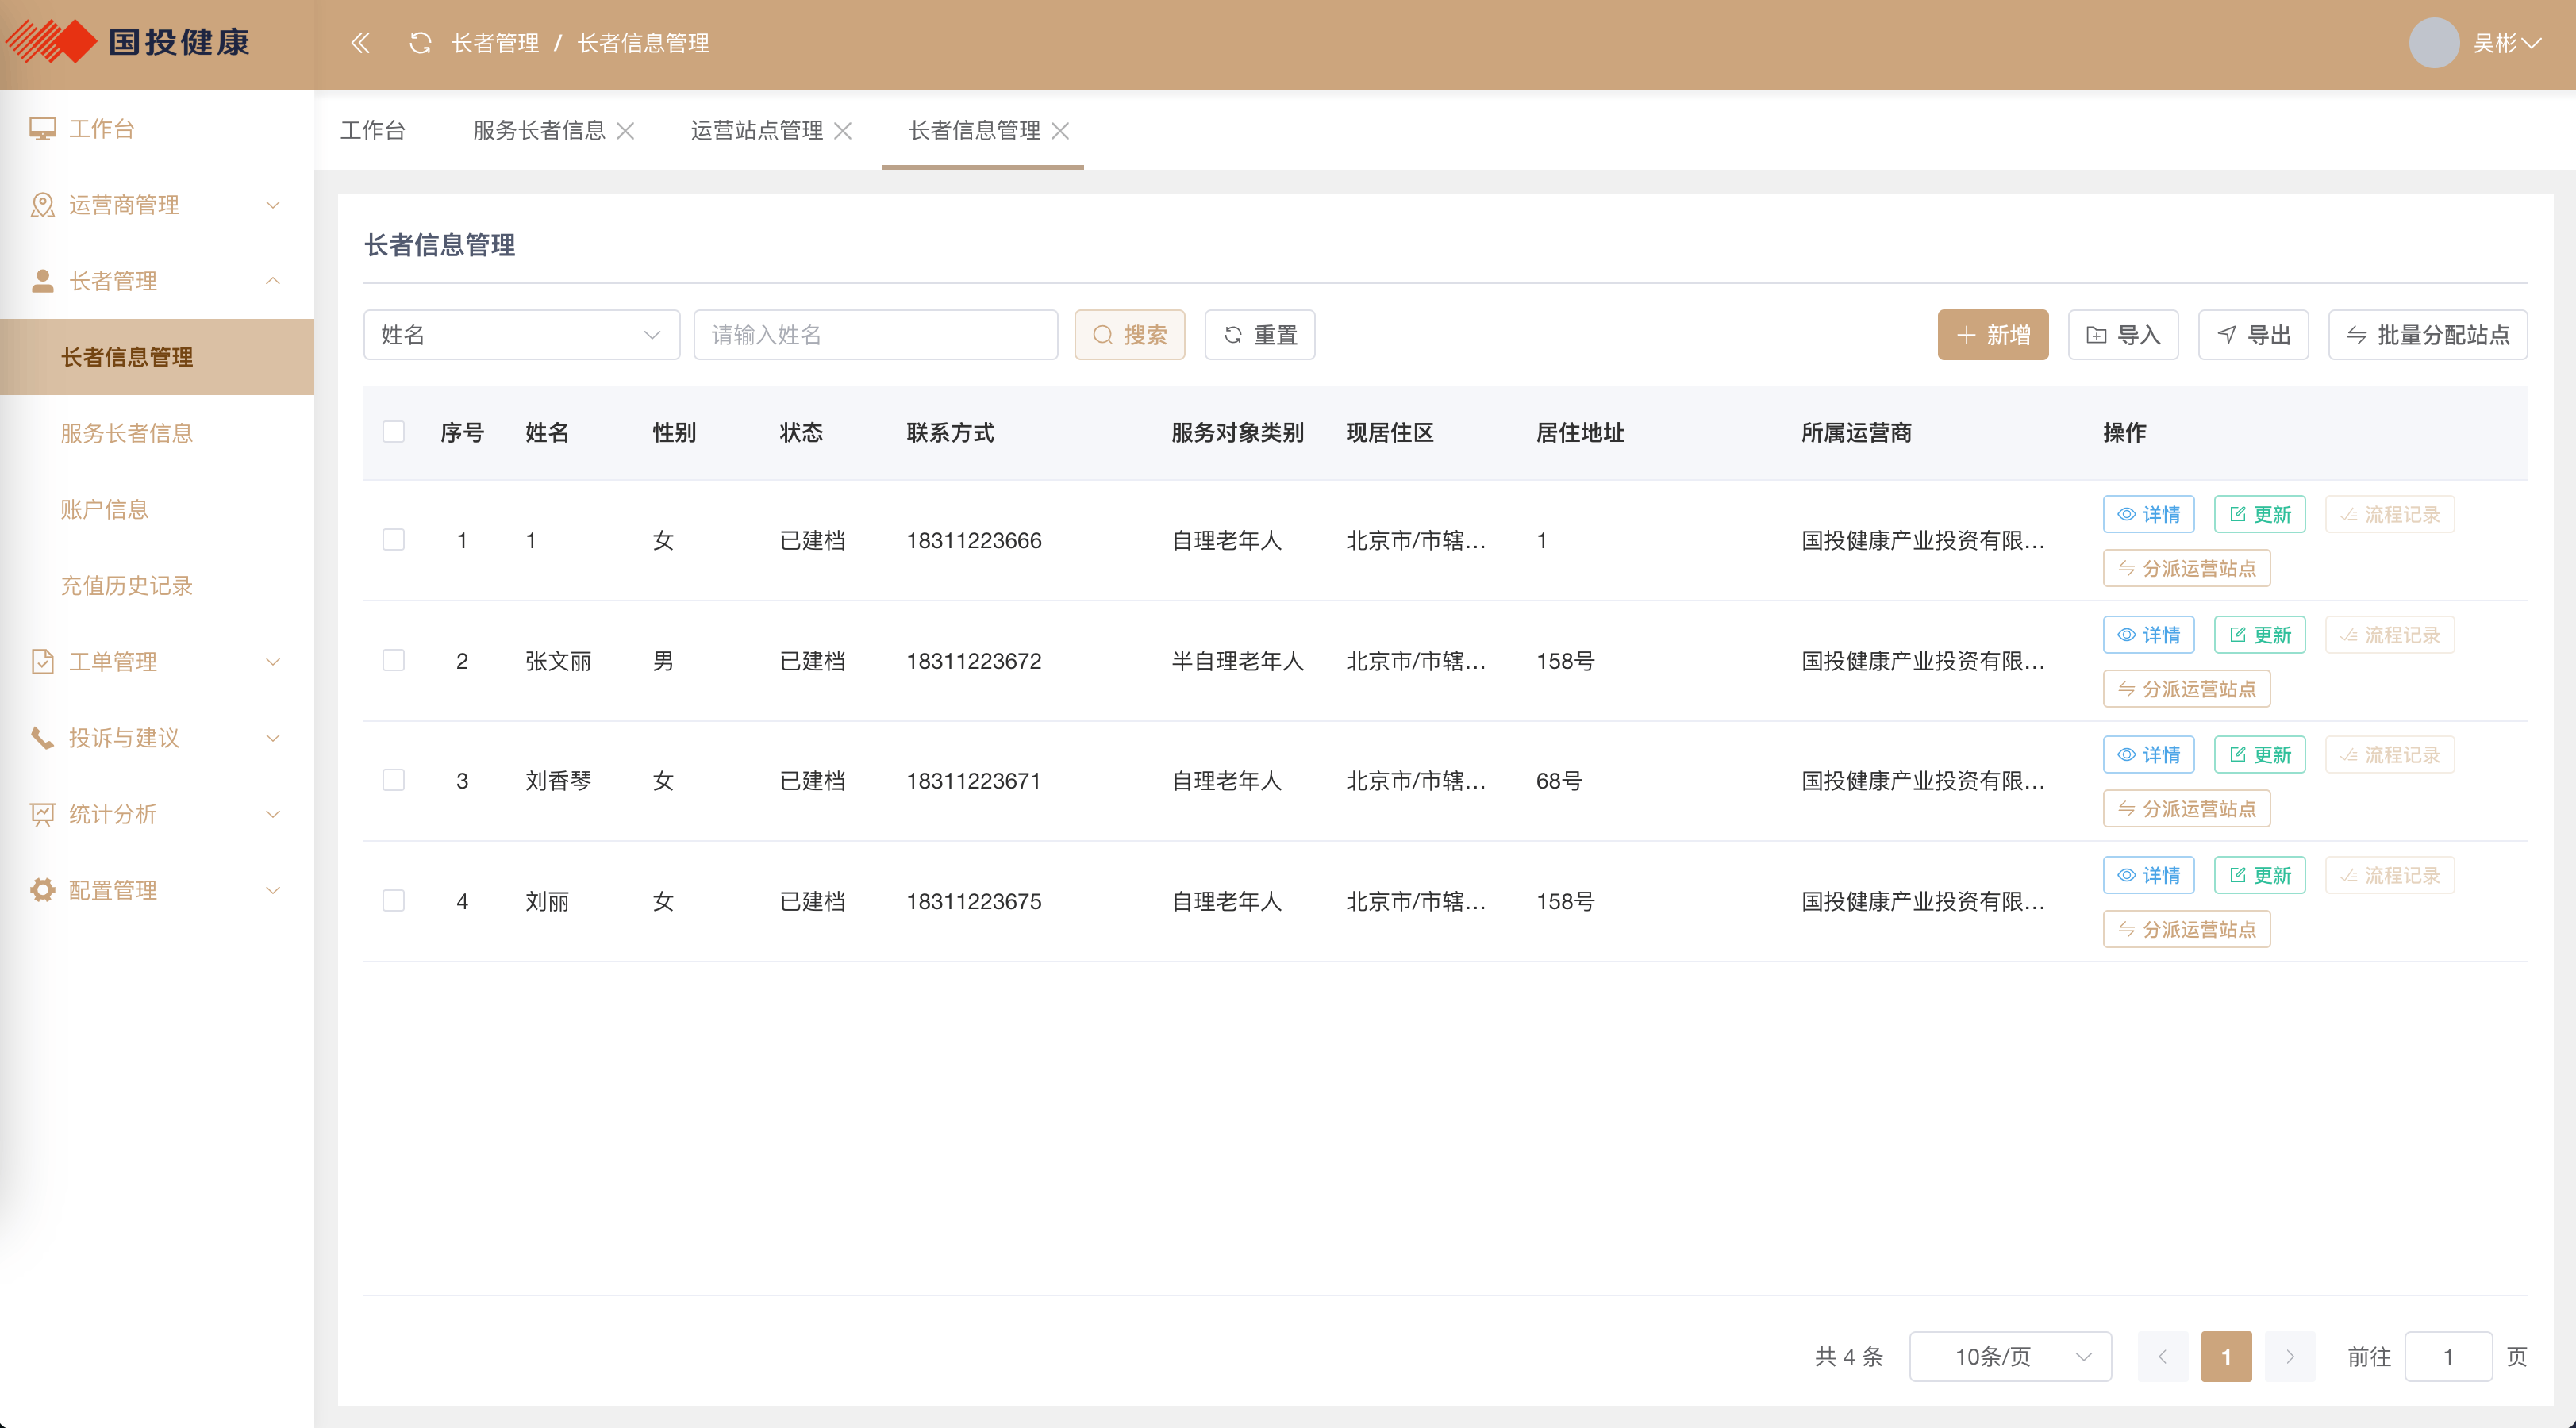 国投健康
长者管理 / 长者信息管理
吴彬
工作台
运营商管理
长者管理
长者信息管理
服务长者信息
账户信息
充值历史记录
工单管理
投诉与建议
统计分析
配置管理
工作台 服务长者信息 运营站点管理 长者信息管理
长者信息管理
姓名 请输入姓名 搜索 重置 新增 导入 导出 批量分配站点
序号 姓名 性别 状态 联系方式 服务对象类别 现居住区 居住地址 所属运营商 操作
1 1 女 已建档 18311223666 自理老年人 北京市/市辖... 1 国投健康产业投资有限... 详情 更新 流程记录
分派运营站点
2 张文丽 男 已建档 18311223672 半自理老年人 北京市/市辖... 158号 国投健康产业投资有限... 详情 更新 流程记录
分派运营站点
3 刘香琴 女 已建档 18311223671 自理老年人 北京市/市辖... 68号 国投健康产业投资有限... 详情 更新 流程记录
分派运营站点
4 刘丽 女 已建档 18311223675 自理老年人 北京市/市辖... 158号 国投健康产业投资有限... 详情 更新 流程记录
分派运营站点
共 4 条 10条/页 1 前往 1 页